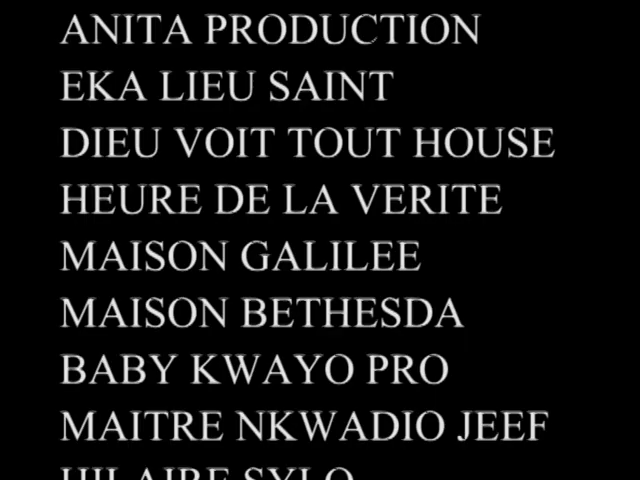 ANITA PRODUCTION
EKA LIEU SAINT
DIEU VOIT TOUT HOUSE
HEURE DE LA VERITE
MAISON GALILEE
MAISON BETHESDA
BABY KWAYO PRO
MAITRE NKWADIO JEEF
HILAIRE SYLO